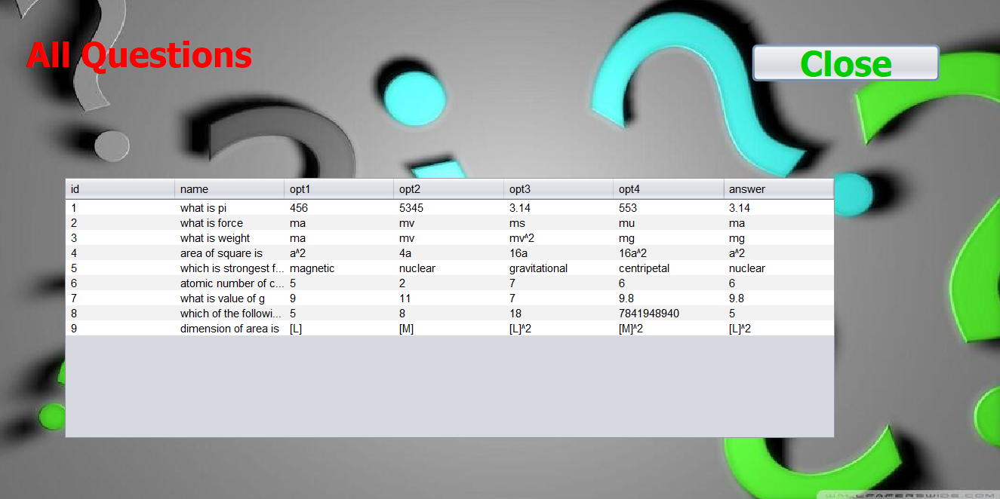 All Questions
Close
id name opt1 opt2 opt3 opt4 answer
1 what is pi 456 5345 3.14 553 3.14
2 what is force ma mv ms mu ma
3 what is weight ma mv mv^2 mg mg
4 area of square is a^2 4a 16a 16a^2 a^2
5 which is strongest f... magnetic nuclear gravitational centripetal nuclear
6 atomic number of c... 5 2 7 6 6
7 what is value of g 9 11 7 9.8 9.8
8 which of the followi... 5 8 18 7841948940 5
9 dimension of area is [L] [M] [L]^2 [M]^2 [L]^2
WALLPAPERSWIDE.COM